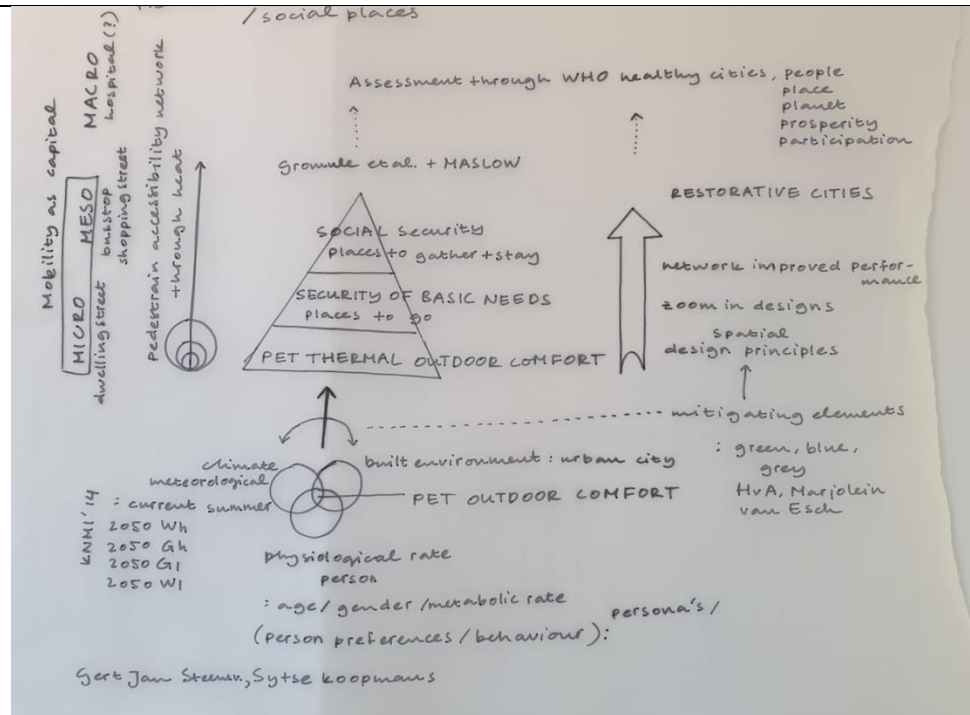 / social places
Mobility as capital
MICRO MESO MACRO
dwelling street busstop hospital (?)
shopping street
Pedestrain accessibility network
through heat
Assessment through WHO healthy cities, people
place
planet
prosperity
participation
et al. + MASLOW
SOCIAL security
places to gather + stay
SECURITY OF BASIC NEEDS
places to go
PET THERMAL OUTDOOR COMFORT
RESTORATIVE CITIES
network improved perfor-
mance
zoom in designs
spatial
design principles
mitigating elements
: green, blue,
grey
HvA, Marjolein
van Esch
climate
meteorological
: current summer
KNMI '14
2050 Wh
2050 Gh
2050 Gl
2050 Wl
built environment : urban city
PET OUTDOOR COMFORT
physiological rate
person
: age / gender / metabolic rate
(person preferences / behaviour) :
persona's /
Gert Jan Sytse Koopmans